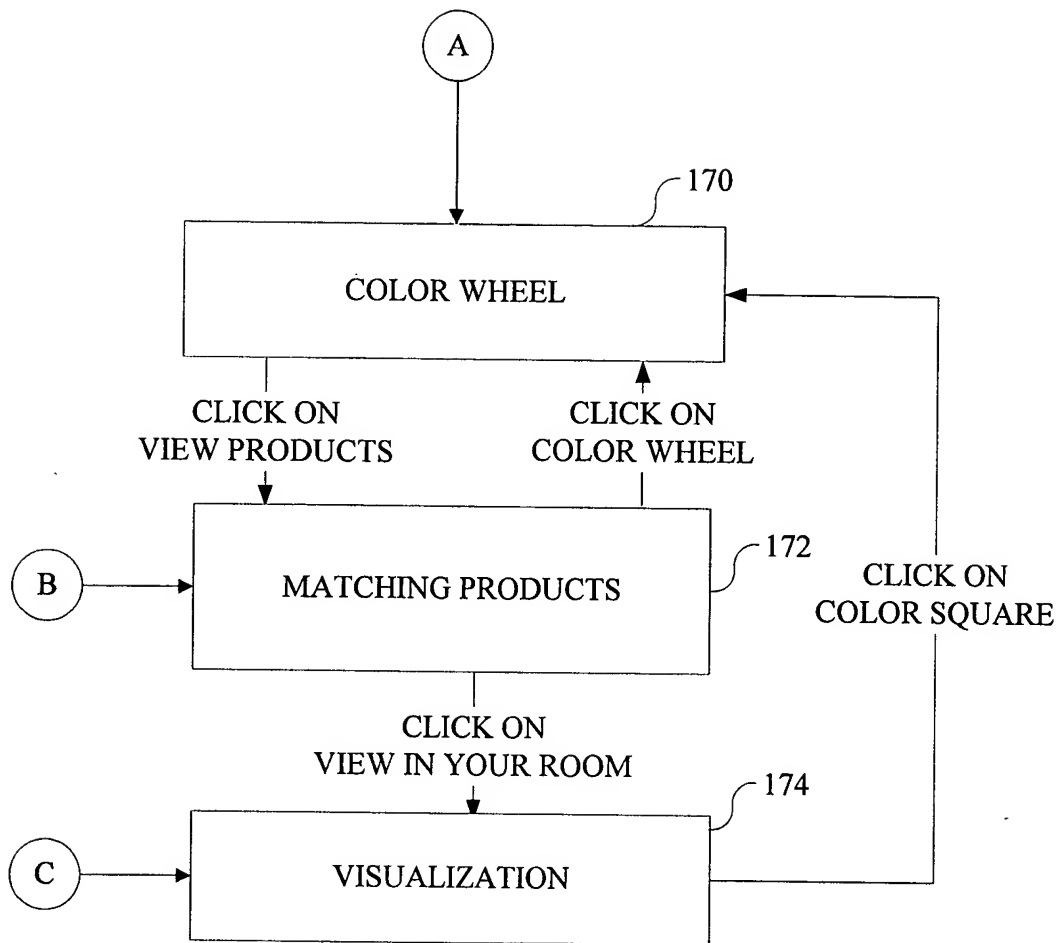 A
170
COLOR WHEEL
CLICK ON
VIEW PRODUCTS
CLICK ON
COLOR WHEEL
B
MATCHING PRODUCTS
172
CLICK ON
COLOR SQUARE
CLICK ON
VIEW IN YOUR ROOM
174
C
VISUALIZATION